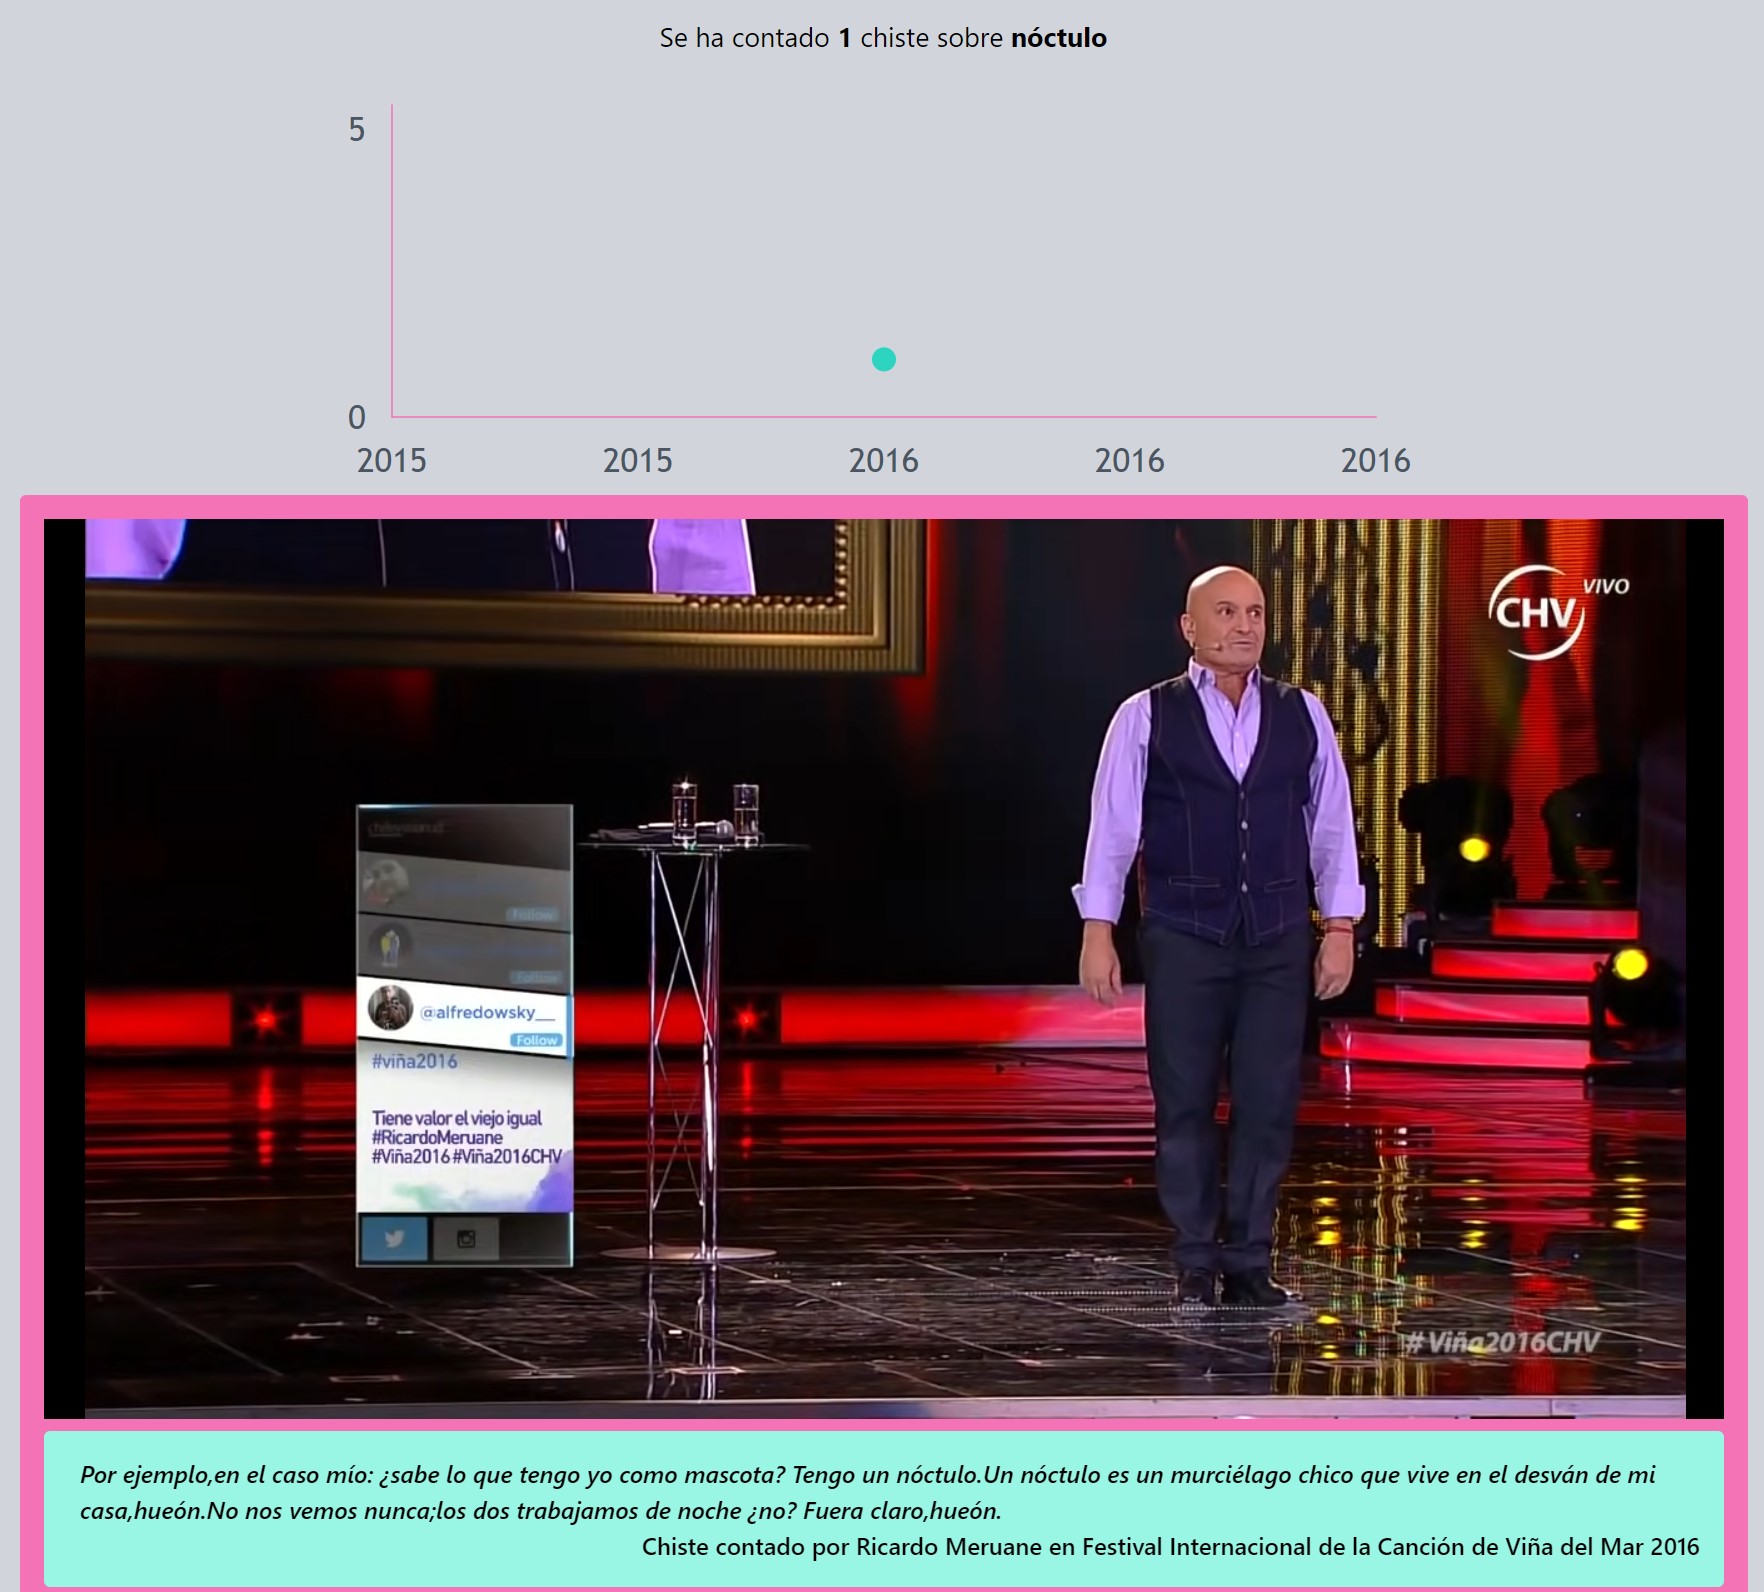 Se ha contado 1 chiste sobre nóctulo
5
0
2015 2015 2016 2016 2016
CHV VIVO
Follow
Follow
@alfredowsky__
Follow
#viña2016
Tiene valor el viejo igual
#RicardoMeruane
#Viña2016 #Viña2016CHV
#Viña2016CHV
Por ejemplo,en el caso mío: ¿sabe lo que tengo yo como mascota? Tengo un nóctulo.Un nóctulo es un murciélago chico que vive en el desván de mi
casa,hueón.No nos vemos nunca;los dos trabajamos de noche ¿no? Fuera claro,hueón.
Chiste contado por Ricardo Meruane en Festival Internacional de la Canción de Viña del Mar 2016